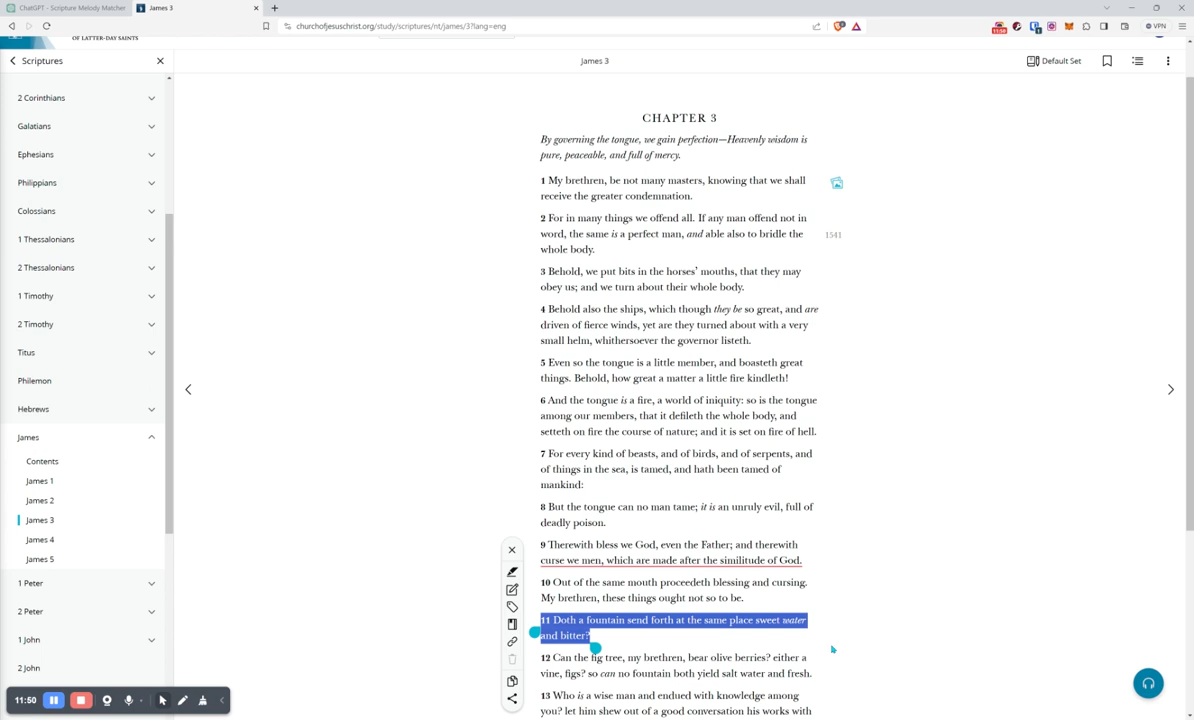 ChatGPT - Scripture Melody Matcher
James 3
churchofjesuschrist.org/study/scriptures/nt/james/3?lang=eng
11:50
VPN
OF LATTER-DAY SAINTS
Scriptures
James 3
Default Set
2 Corinthians
Galatians
Ephesians
Philippians
Colossians
1 Thessalonians
2 Thessalonians
1 Timothy
2 Timothy
Titus
Philemon
Hebrews
James
Contents
James 1
James 2
James 3
James 4
James 5
1 Peter
2 Peter
1 John
2 John
11:50
CHAPTER 3
By governing the tongue, we gain perfection—Heavenly wisdom is
pure, peaceable, and full of mercy.
1 My brethren, be not many masters, knowing that we shall
receive the greater condemnation.
2 For in many things we offend all. If any man offend not in
word, the same is a perfect man, and able also to bridle the
whole body.
1541
3 Behold, we put bits in the horses' mouths, that they may
obey us; and we turn about their whole body.
4 Behold also the ships, which though they be so great, and are
driven of fierce winds, yet are they turned about with a very
small helm, whithersoever the governor listeth.
5 Even so the tongue is a little member, and boasteth great
things. Behold, how great a matter a little fire kindleth!
6 And the tongue is a fire, a world of iniquity: so is the tongue
among our members, that it defileth the whole body, and
setteth on fire the course of nature; and it is set on fire of hell.
7 For every kind of beasts, and of birds, and of serpents, and
of things in the sea, is tamed, and hath been tamed of
mankind:
8 But the tongue can no man tame; it is an unruly evil, full of
deadly poison.
9 Therewith bless we God, even the Father; and therewith
curse we men, which are made after the similitude of God.
10 Out of the same mouth proceedeth blessing and cursing.
My brethren, these things ought not so to be.
11 Doth a fountain send forth at the same place sweet water
and bitter?
12 Can the fig tree, my brethren, bear olive berries? either a
vine, figs? so can no fountain both yield salt water and fresh.
13 Who is a wise man and endued with knowledge among
you? let him shew out of a good conversation his works with